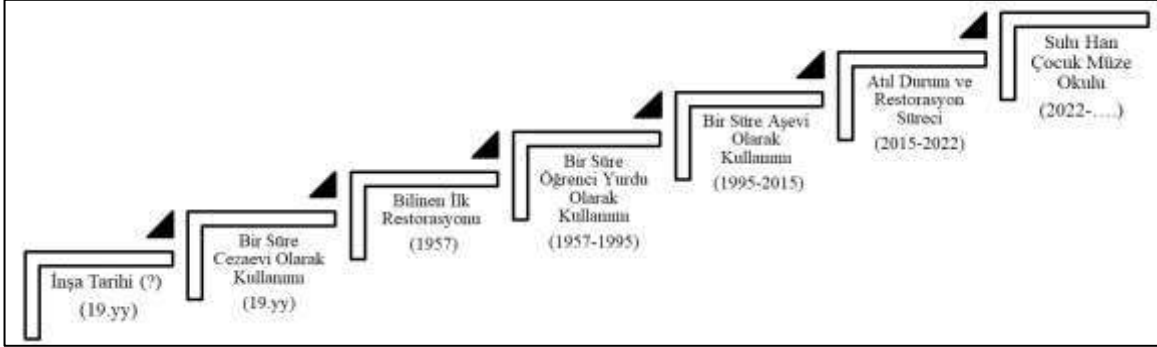 İnşa Tarihi (?)
(19.yy)
Bir Süre
Cezaevi Olarak
Kullanımı
(19.yy)
Bilinen İlk
Restorasyonu
(1957)
Bir Süre
Öğrenci Yurdu
Olarak
Kullanımı
(1957-1995)
Bir Süre Aşevi
Olarak
Kullanımı
(1995-2015)
Atıl Durum ve
Restorasyon
Süreci
(2015-2022)
Sulu Han
Çocuk Müze
Okulu
(2022-….)